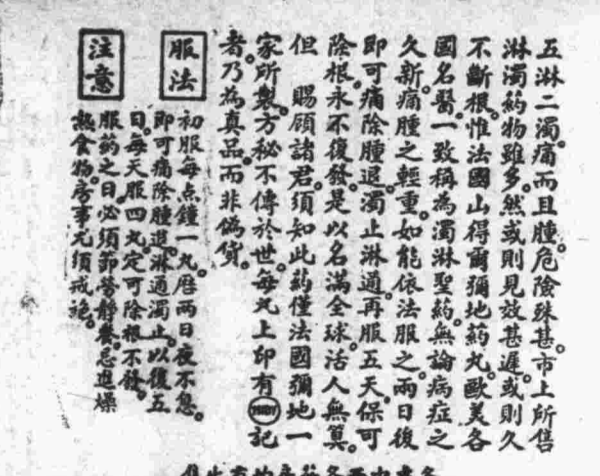 五淋二濁。痛而且腫。危險殊甚。市上所售
淋濁葯物雖多。然或則見效甚遲。或則久
不斷根。惟法國山得爾彌地葯丸。歐美各
國名醫。一致稱為濁淋聖葯。無論病症之
久新。痛腫之輕重。如能依法服之。兩日後
即可痛除腫退。濁止淋通。再服五天。保可
除根。永不復發。是以名滿全球。活人無算。
但 賜顧諸君。須知此葯僅法國彌地一
家所製。方秘不傳於世。每丸上印有MIDY記
者。乃為真品。而非偽貨。
服法
初服每点鐘一丸。歷兩日夜不息。
即可痛除腫退。淋通濁止。以復五
日。每天服四丸。定可除根不發。
注意
服葯之日。必須節勞靜養。忌進燥
熱食物。房事尤須戒絕。